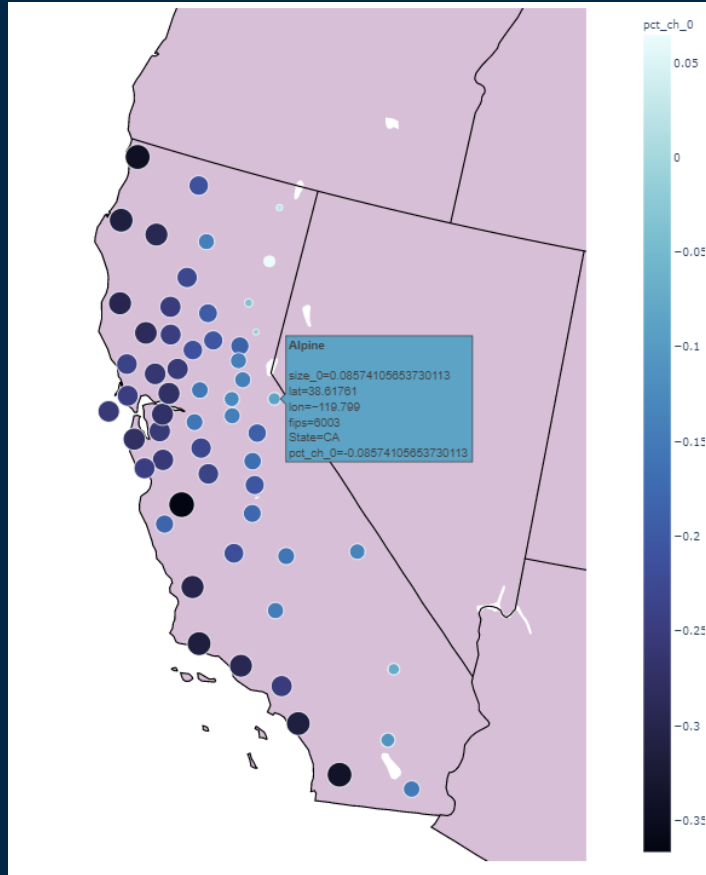 pct_ch_0
0.05
0
−0.05
−0.1
−0.15
−0.2
−0.25
−0.3
−0.35
Alpine
size_0=0.08574105653730113
lat=38.61761
lon=−119.799
fips=6003
State=CA
pct_ch_0=-0.08574105653730113